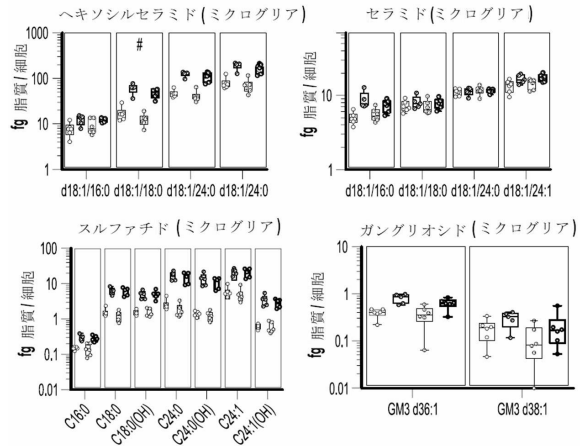 ヘキソシルセラミド(ミクログリア)
fg 脂質/細胞
1000
100
10
1
#
d18:1/16:0
d18:1/18:0
d18:1/24:0
d18:1/24:0
セラミド(ミクログリア)
fg 脂質/細胞
10
1
d18:1/16:0
d18:1/18:0
d18:1/24:0
d18:1/24:1
スルファチド(ミクログリア)
fg 脂質/細胞
100
10
1
0.1
0.01
C16:0
C18:0
C18:0(OH)
C24:0
C24:0(OH)
C24:1
C24:1(OH)
ガングリオシド(ミクログリア)
fg 脂質/細胞
10
1
0.1
0.01
GM3 d36:1
GM3 d38:1